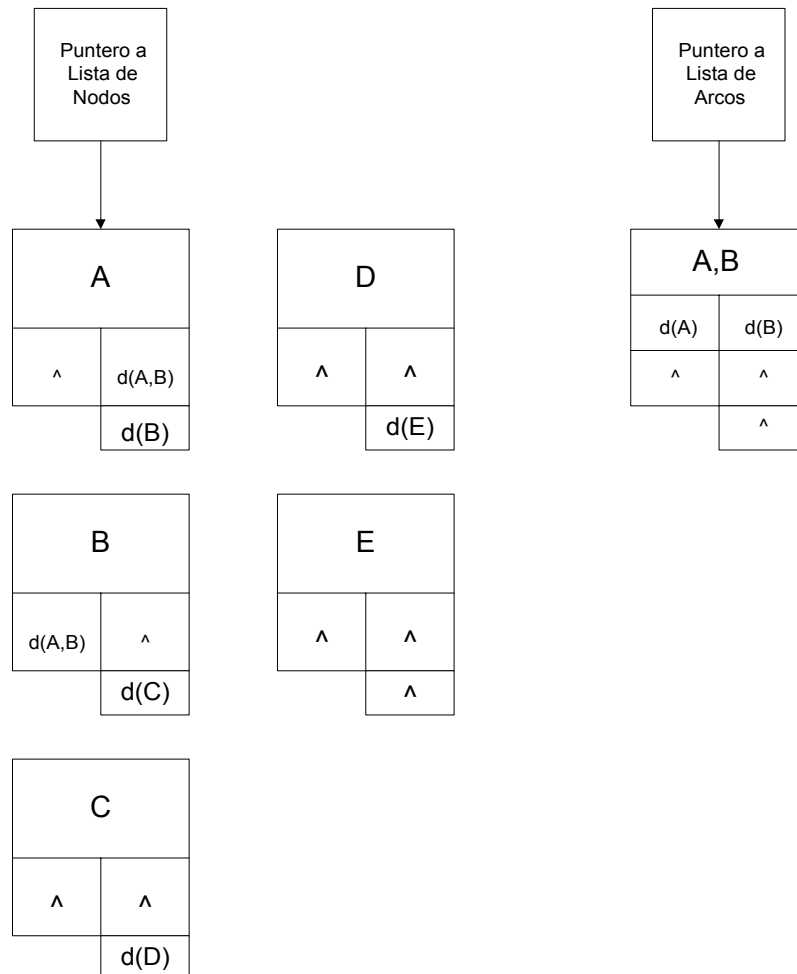 Puntero a
Lista de
Nodos
Puntero a
Lista de
Arcos
A
^
d(A,B)
d(B)
D
^
^
d(E)
A,B
d(A)
d(B)
^
^
^
B
d(A,B)
^
d(C)
E
^
^
^
C
^
^
d(D)